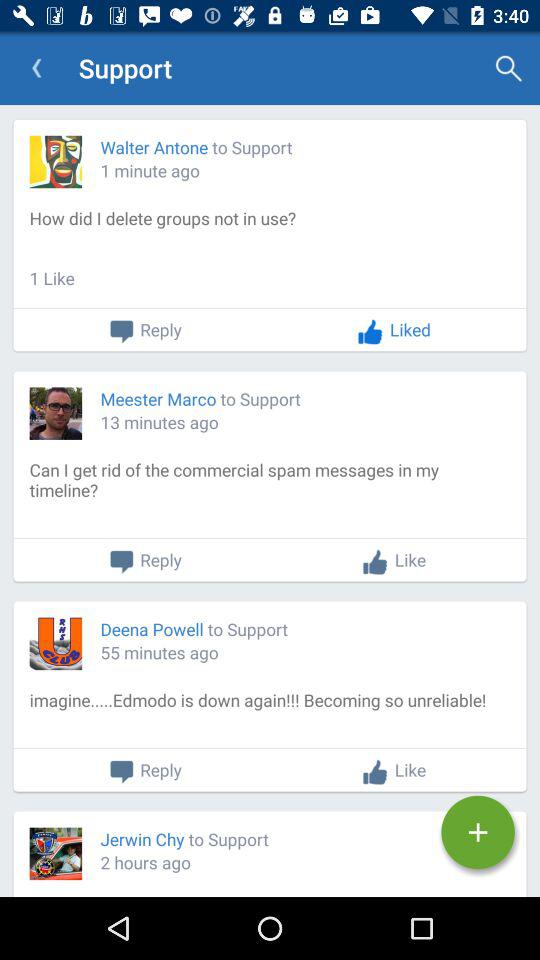 3:40
Support
Walter Antone to Support
1 minute ago
How did I delete groups not in use?
1 Like
Reply
Liked
Meester Marco to Support
13 minutes ago
Can I get rid of the commercial spam messages in my
timeline?
Reply
Like
RHS
U
CLUB
Deena Powell to Support
55 minutes ago
imagine.....Edmodo is down again!!! Becoming so unreliable!
Reply
Like
Jerwin Chy to Support
2 hours ago